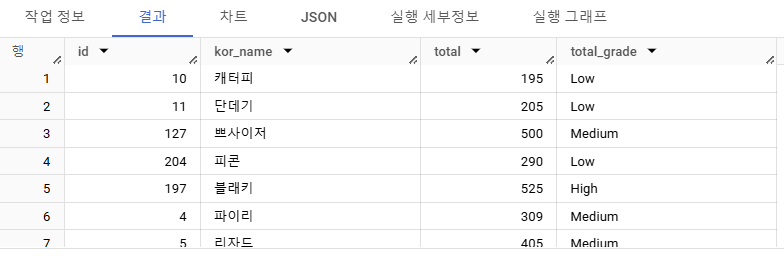 작업 정보 결과 차트 JSON 실행 세부정보 실행 그래프
행 id kor_name total total_grade
1 10 캐터피 195 Low
2 11 단데기 205 Low
3 127 쁘사이저 500 Medium
4 204 피콘 290 Low
5 197 블래키 525 High
6 4 파이리 309 Medium
7 5 리자드 405 Medium